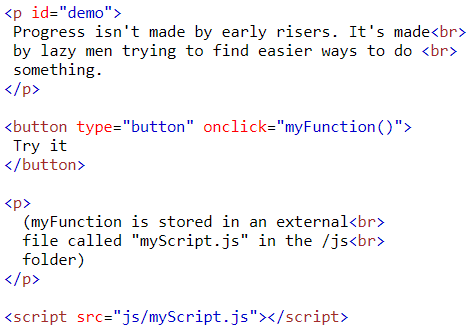 <p id="demo">
Progress isn't made by early risers. It's made<br>
by lazy men trying to find easier ways to do <br>
something.
</p>
<button type="button" onclick="myFunction()">
Try it
</button>
<p>
(myFunction is stored in an external<br>
file called "myScript.js" in the /js<br>
folder)
</p>
<script src="js/myScript.js"></script>